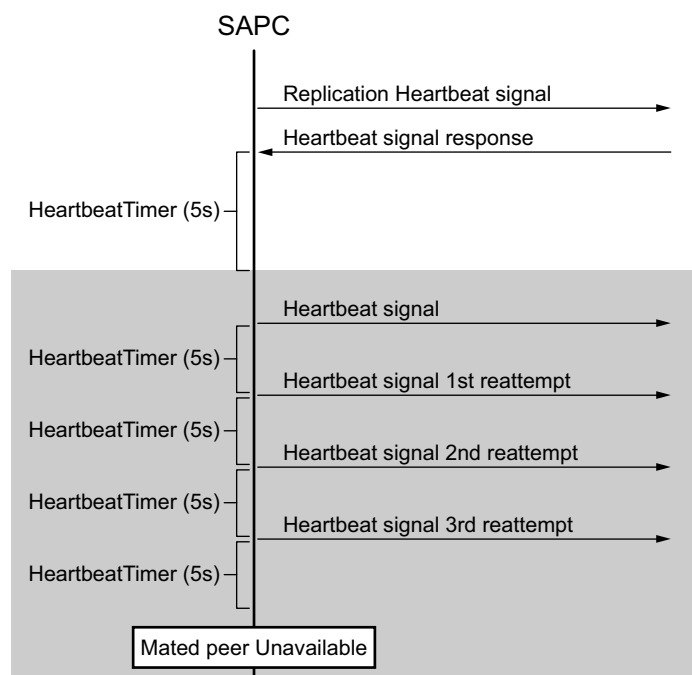 SAPC
Replication Heartbeat signal
Heartbeat signal response
HeartbeatTimer (5s)
Heartbeat signal
HeartbeatTimer (5s)
Heartbeat signal 1st reattempt
HeartbeatTimer (5s)
Heartbeat signal 2nd reattempt
HeartbeatTimer (5s)
Heartbeat signal 3rd reattempt
HeartbeatTimer (5s)
Mated peer Unavailable